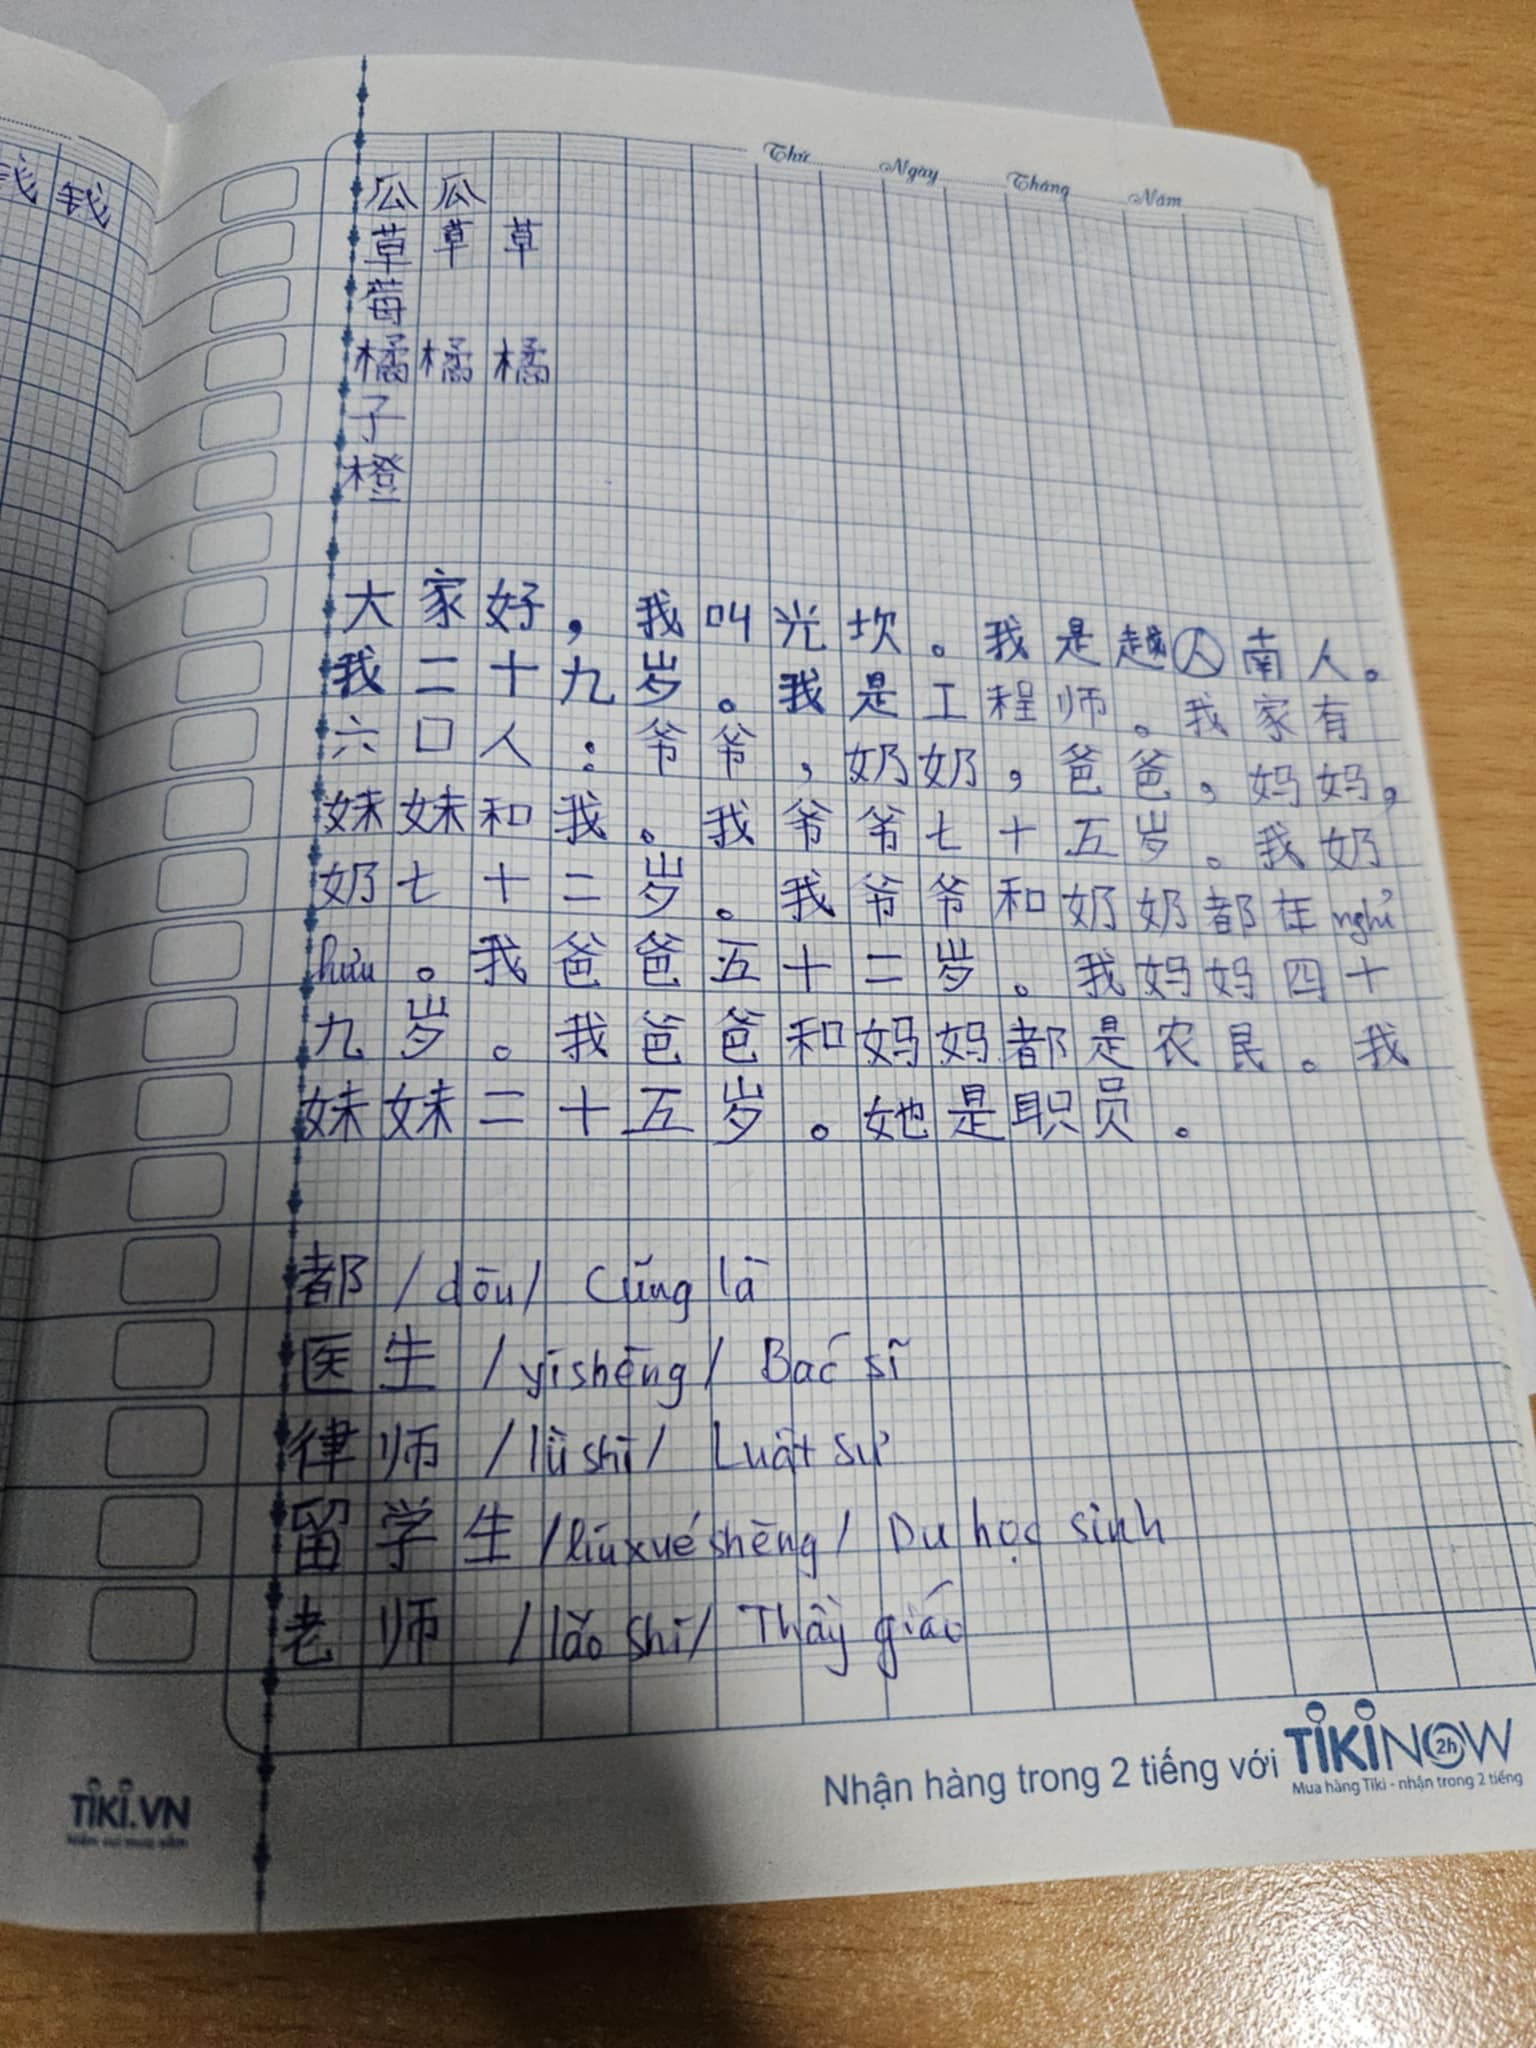 钱 钱
Thứ Ngày Tháng Năm
瓜 瓜
草 草 草
莓
橘 橘 橘
子
橙
大家好，我叫光坎。我是越人南人。
我二十九岁。我是工程师。我家有
六口人：爷爷，奶奶，爸爸，妈妈，
妹妹和我。我爷爷七十五岁。我奶
奶七十二岁。我爷爷和奶奶都在nghỉ
hưu。我爸爸五十二岁。我妈妈四十
九岁。我爸爸和妈妈都是农民。我
妹妹二十五岁。她是职员。
都 /dōu/ Cũng là
医生 /yīshēng/ Bác sĩ
律师 /lǜshī/ Luật sư
留学生 /liúxuéshēng/ Du học sinh
老师 /lǎoshī/ Thầy giáo
Nhận hàng trong 2 tiếng với TIKINOW 2h
Mua hàng Tiki - nhận trong 2 tiếng
TIKI.VN